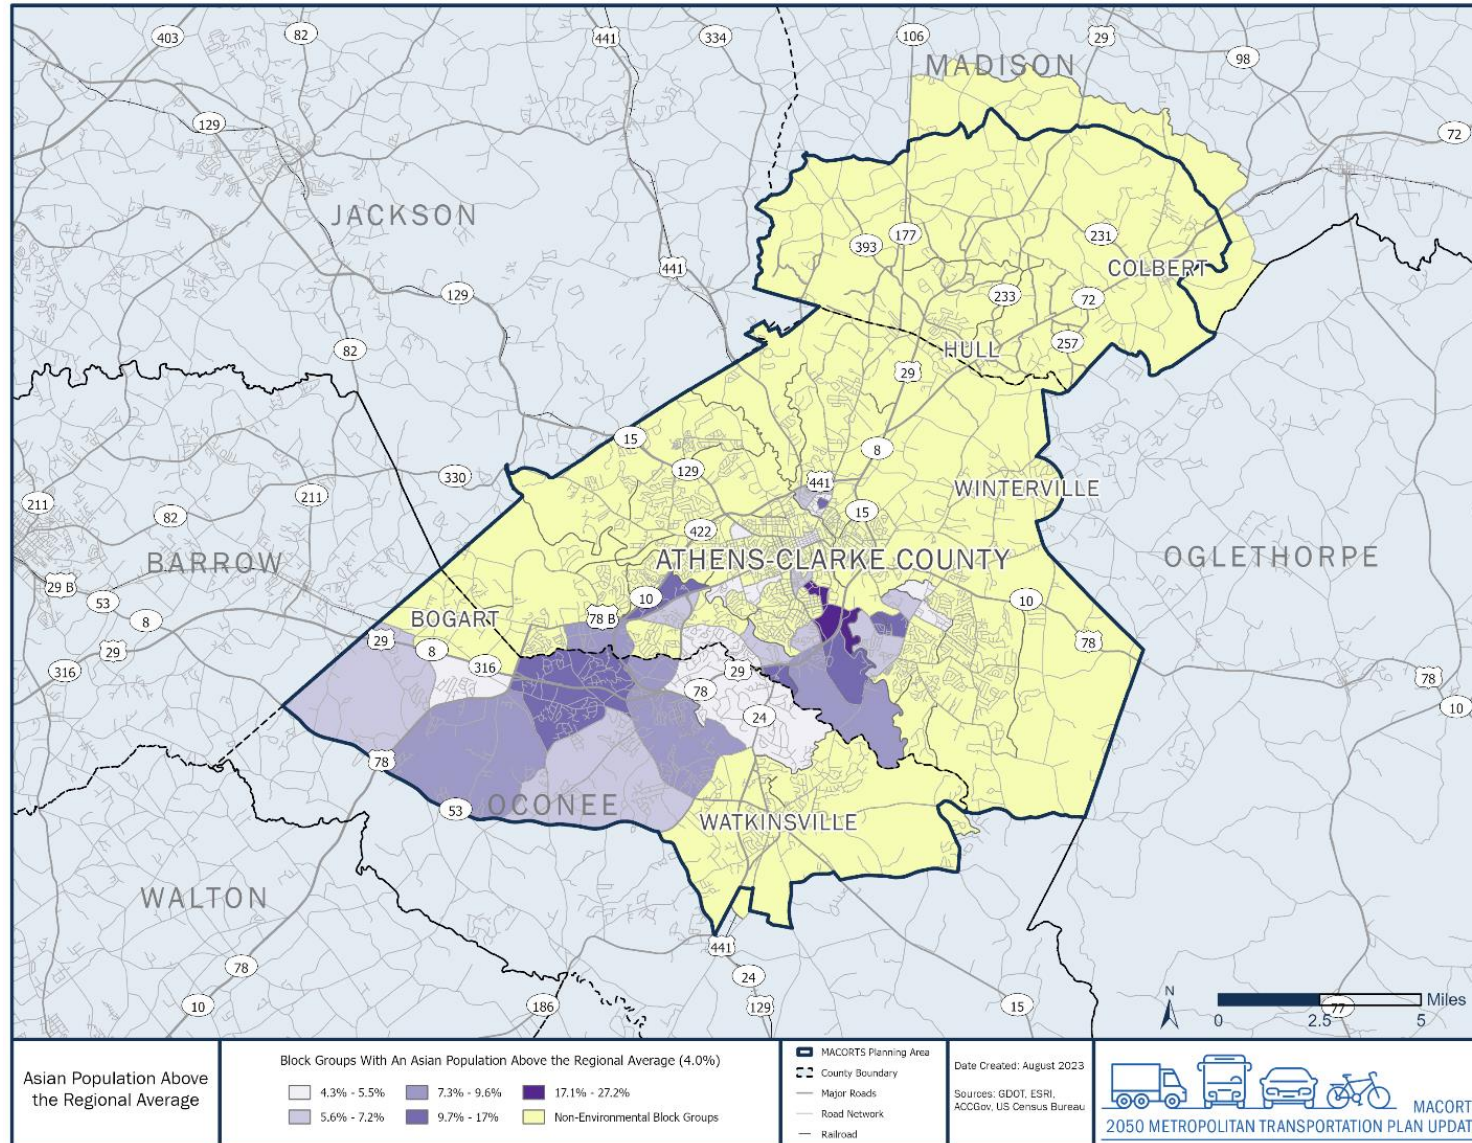 403
82
441
334
106
29
98
MADISON
129
72
JACKSON
393
177
231
COLBERT
441
129
233
72
82
HULL
257
29
15
8
330
129
441
WINTERVILLE
211
211
82
422
15
BARROW
ATHENS-CLARKE COUNTY
OGLETHORPE
29 B
53
8
10
10
BOGART
78 B
29
8
29
78
316
316
29
78
78
10
24
78
53
OCONEE
WATKINSVILLE
WALTON
441
78
24
10
186
129
15
77
N
Miles
0
2.5
5
Asian Population Above
the Regional Average
Block Groups With An Asian Population Above the Regional Average (4.0%)
4.3% - 5.5%
7.3% - 9.6%
17.1% - 27.2%
5.6% - 7.2%
9.7% - 17%
Non-Environmental Block Groups
MACORTS Planning Area
County Boundary
Major Roads
Road Network
Railroad
Date Created: August 2023
Sources: GDOT, ESRI,
ACCGov, US Census Bureau
MACORT
2050 METROPOLITAN TRANSPORTATION PLAN UPDAT